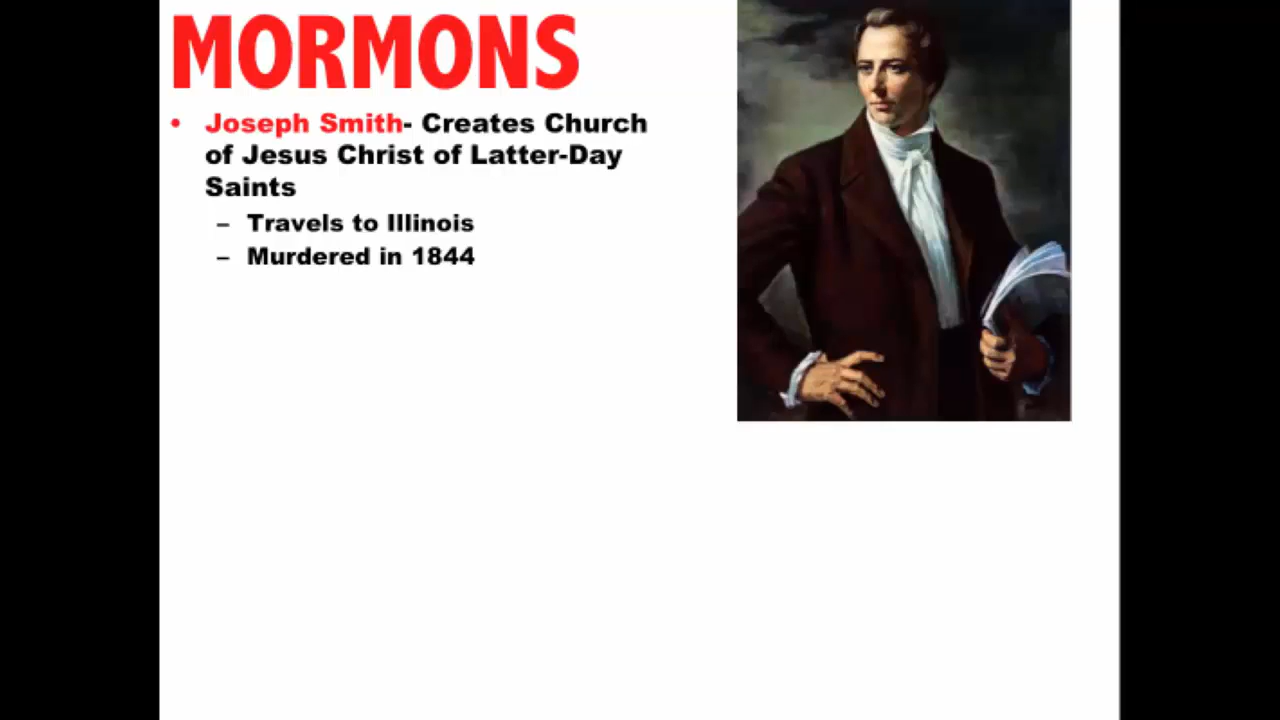 MORMONS
• Joseph Smith- Creates Church
of Jesus Christ of Latter-Day
Saints
– Travels to Illinois
– Murdered in 1844